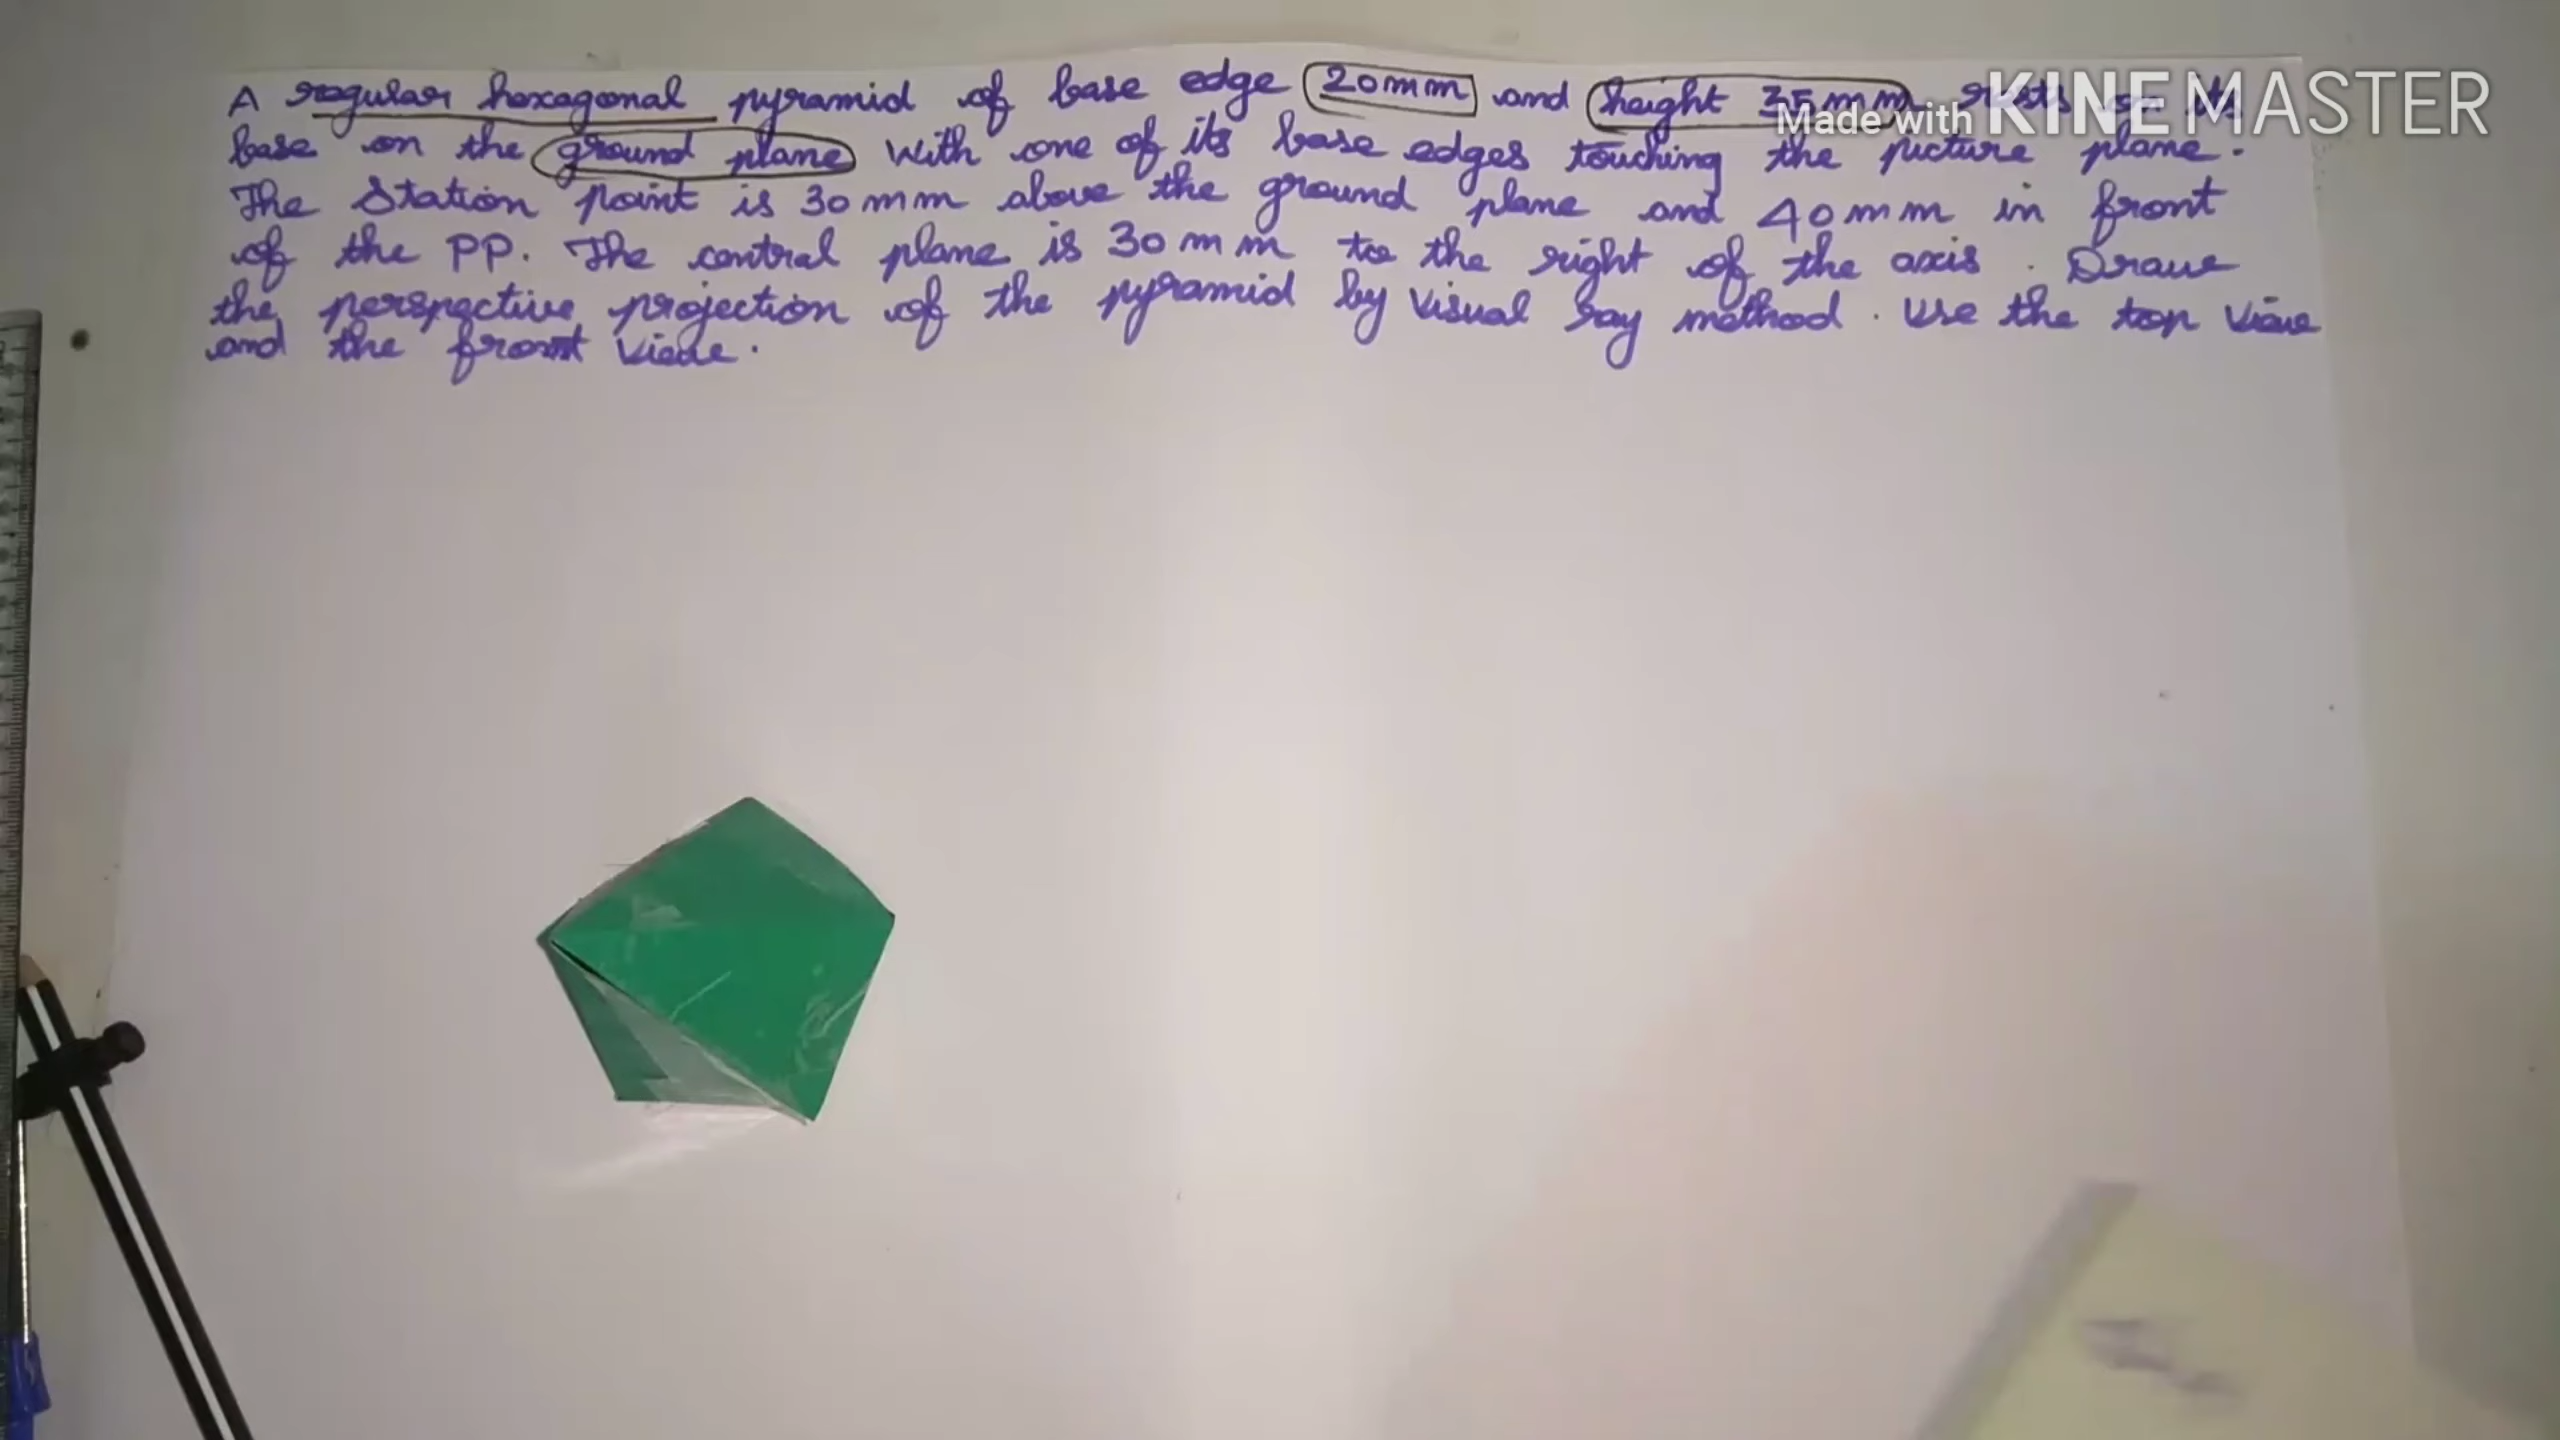 A regular hexagonal pyramid of base edge 20mm and height 35mm rests on its
base on the ground plane with one of its base edges touching the picture plane.
The Station point is 30mm above the ground plane and 40mm in front
of the PP. The central plane is 30mm to the right of the axis. Draw
the perspective projection of the pyramid by visual ray method. Use the top view
and the front view.
Made with KINEMASTER